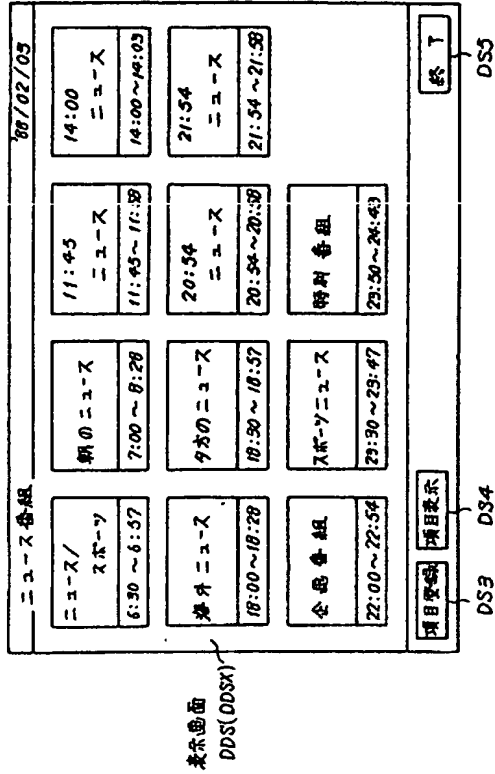 ニュース番組
'88/02/05
ニュース/
スポーツ
6:30～6:57
朝のニュース
7:00～8:28
11:45
ニュース
11:45～11:58
14:00
ニュース
14:00～14:03
海外ニュース
18:00～18:28
夕方のニュース
18:30～18:57
20:54
ニュース
20:54～20:58
21:54
ニュース
21:54～21:58
企画番組
22:00～22:54
スポーツニュース
23:30～23:47
特別番組
23:50～24:43
項目登録
項目表示
終了
DS3
DS4
DS5
表示画面
DDS(DDSX)